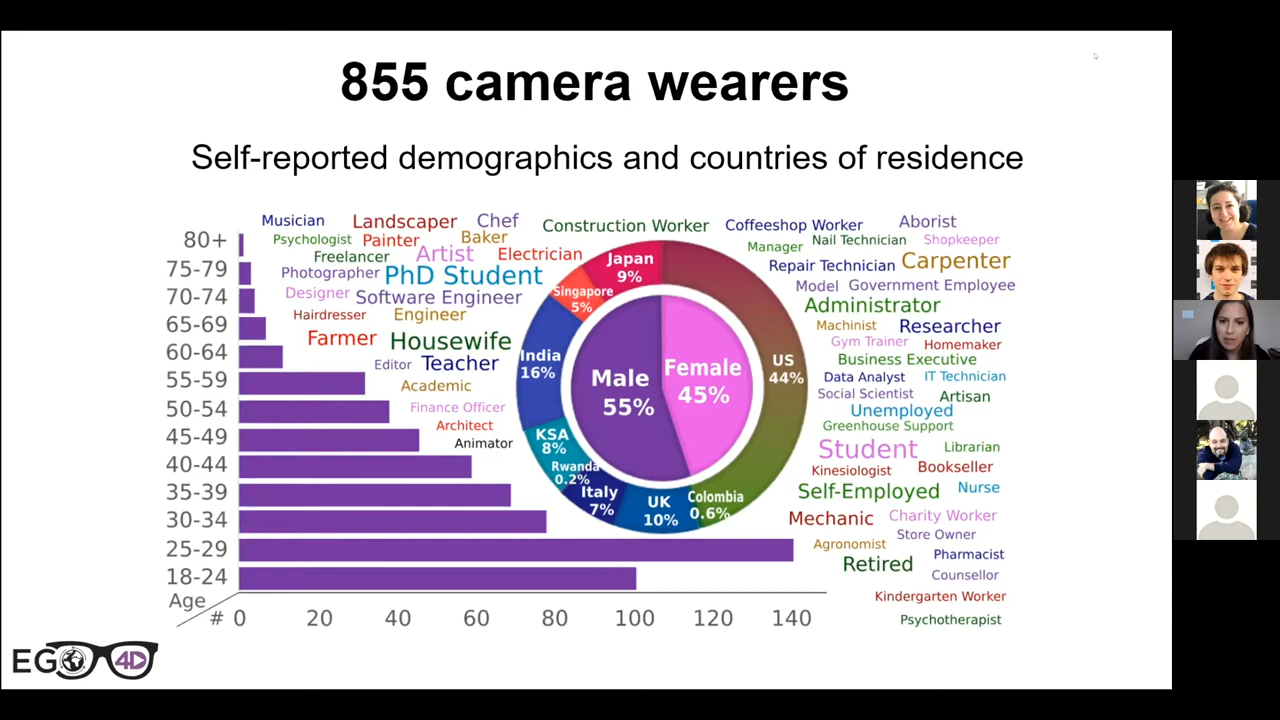 855 camera wearers
Self-reported demographics and countries of residence
Musician
Landscaper
Chef
Construction Worker
Coffeeshop Worker
Aborist
Psychologist
Painter
Baker
Manager
Nail Technician
Shopkeeper
Freelancer
Artist
Electrician
Photographer
PhD Student
Repair Technician
Carpenter
Designer
Software Engineer
Model
Government Employee
Hairdresser
Engineer
Administrator
Farmer
Housewife
Machinist
Researcher
Editor
Teacher
Gym Trainer
Homemaker
Academic
Business Executive
Finance Officer
Data Analyst
IT Technician
Architect
Social Scientist
Artisan
Animator
Unemployed
Greenhouse Support
Student
Librarian
Kinesiologist
Bookseller
Self-Employed
Nurse
Mechanic
Charity Worker
Store Owner
Agronomist
Pharmacist
Retired
Counsellor
Kindergarten Worker
Psychotherapist
Japan
9%
Singapore
5%
India
16%
KSA
8%
Rwanda
0.2%
Italy
7%
UK
10%
Colombia
0.6%
US
44%
Male
55%
Female
45%
80+
75-79
70-74
65-69
60-64
55-59
50-54
45-49
40-44
35-39
30-34
25-29
18-24
Age
# 0 20 40 60 80 100 120 140
EGO4D